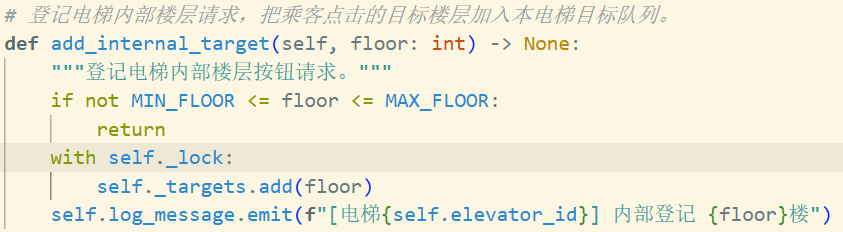 # 登记电梯内部楼层请求，把乘客点击的目标楼层加入本电梯目标队列。
def add_internal_target(self, floor: int) -> None:
    """登记电梯内部楼层按钮请求。"""
    if not MIN_FLOOR <= floor <= MAX_FLOOR:
        return
    with self._lock:
        self._targets.add(floor)
    self.log_message.emit(f"[电梯{self.elevator_id}] 内部登记 {floor}楼")